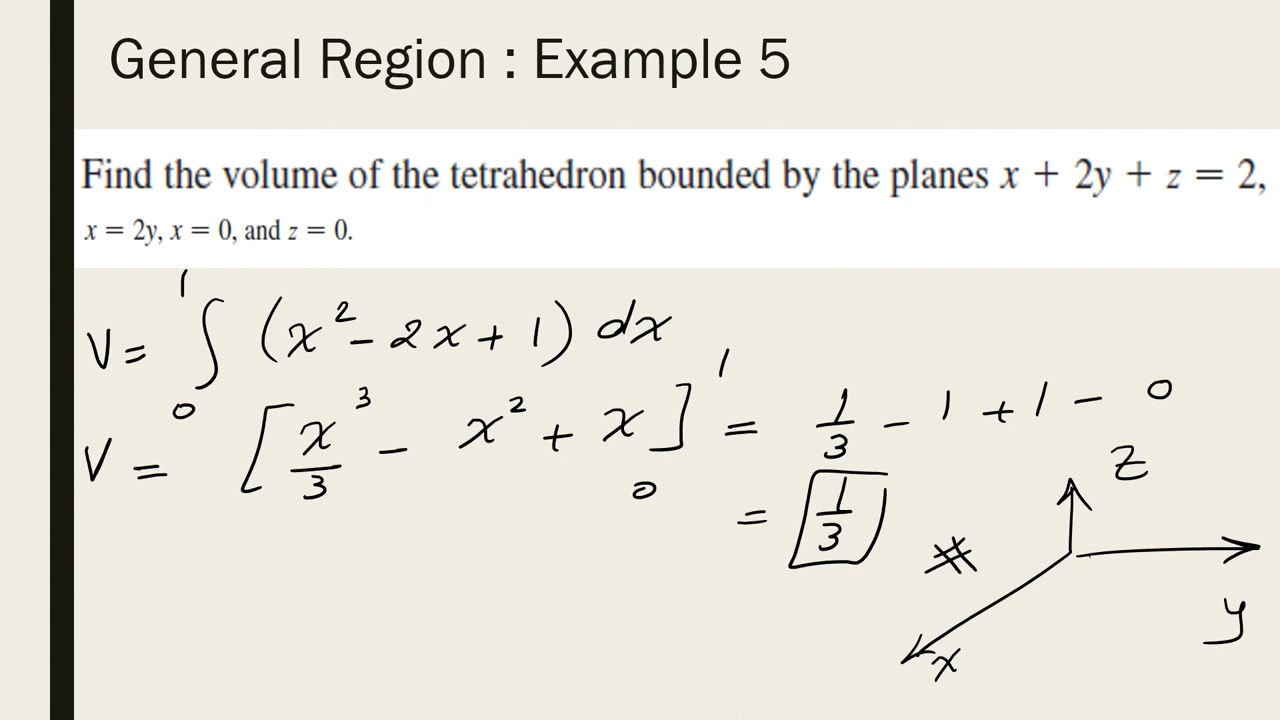 General Region : Example 5
Find the volume of the tetrahedron bounded by the planes x + 2y + z = 2,
x = 2y, x = 0, and z = 0.
V = ∫₀¹ (x² - 2x + 1) dx
V = [x³/3 - x² + x]₀¹ = 1/3 - 1 + 1 - 0
= 1/3 #
z
y
x